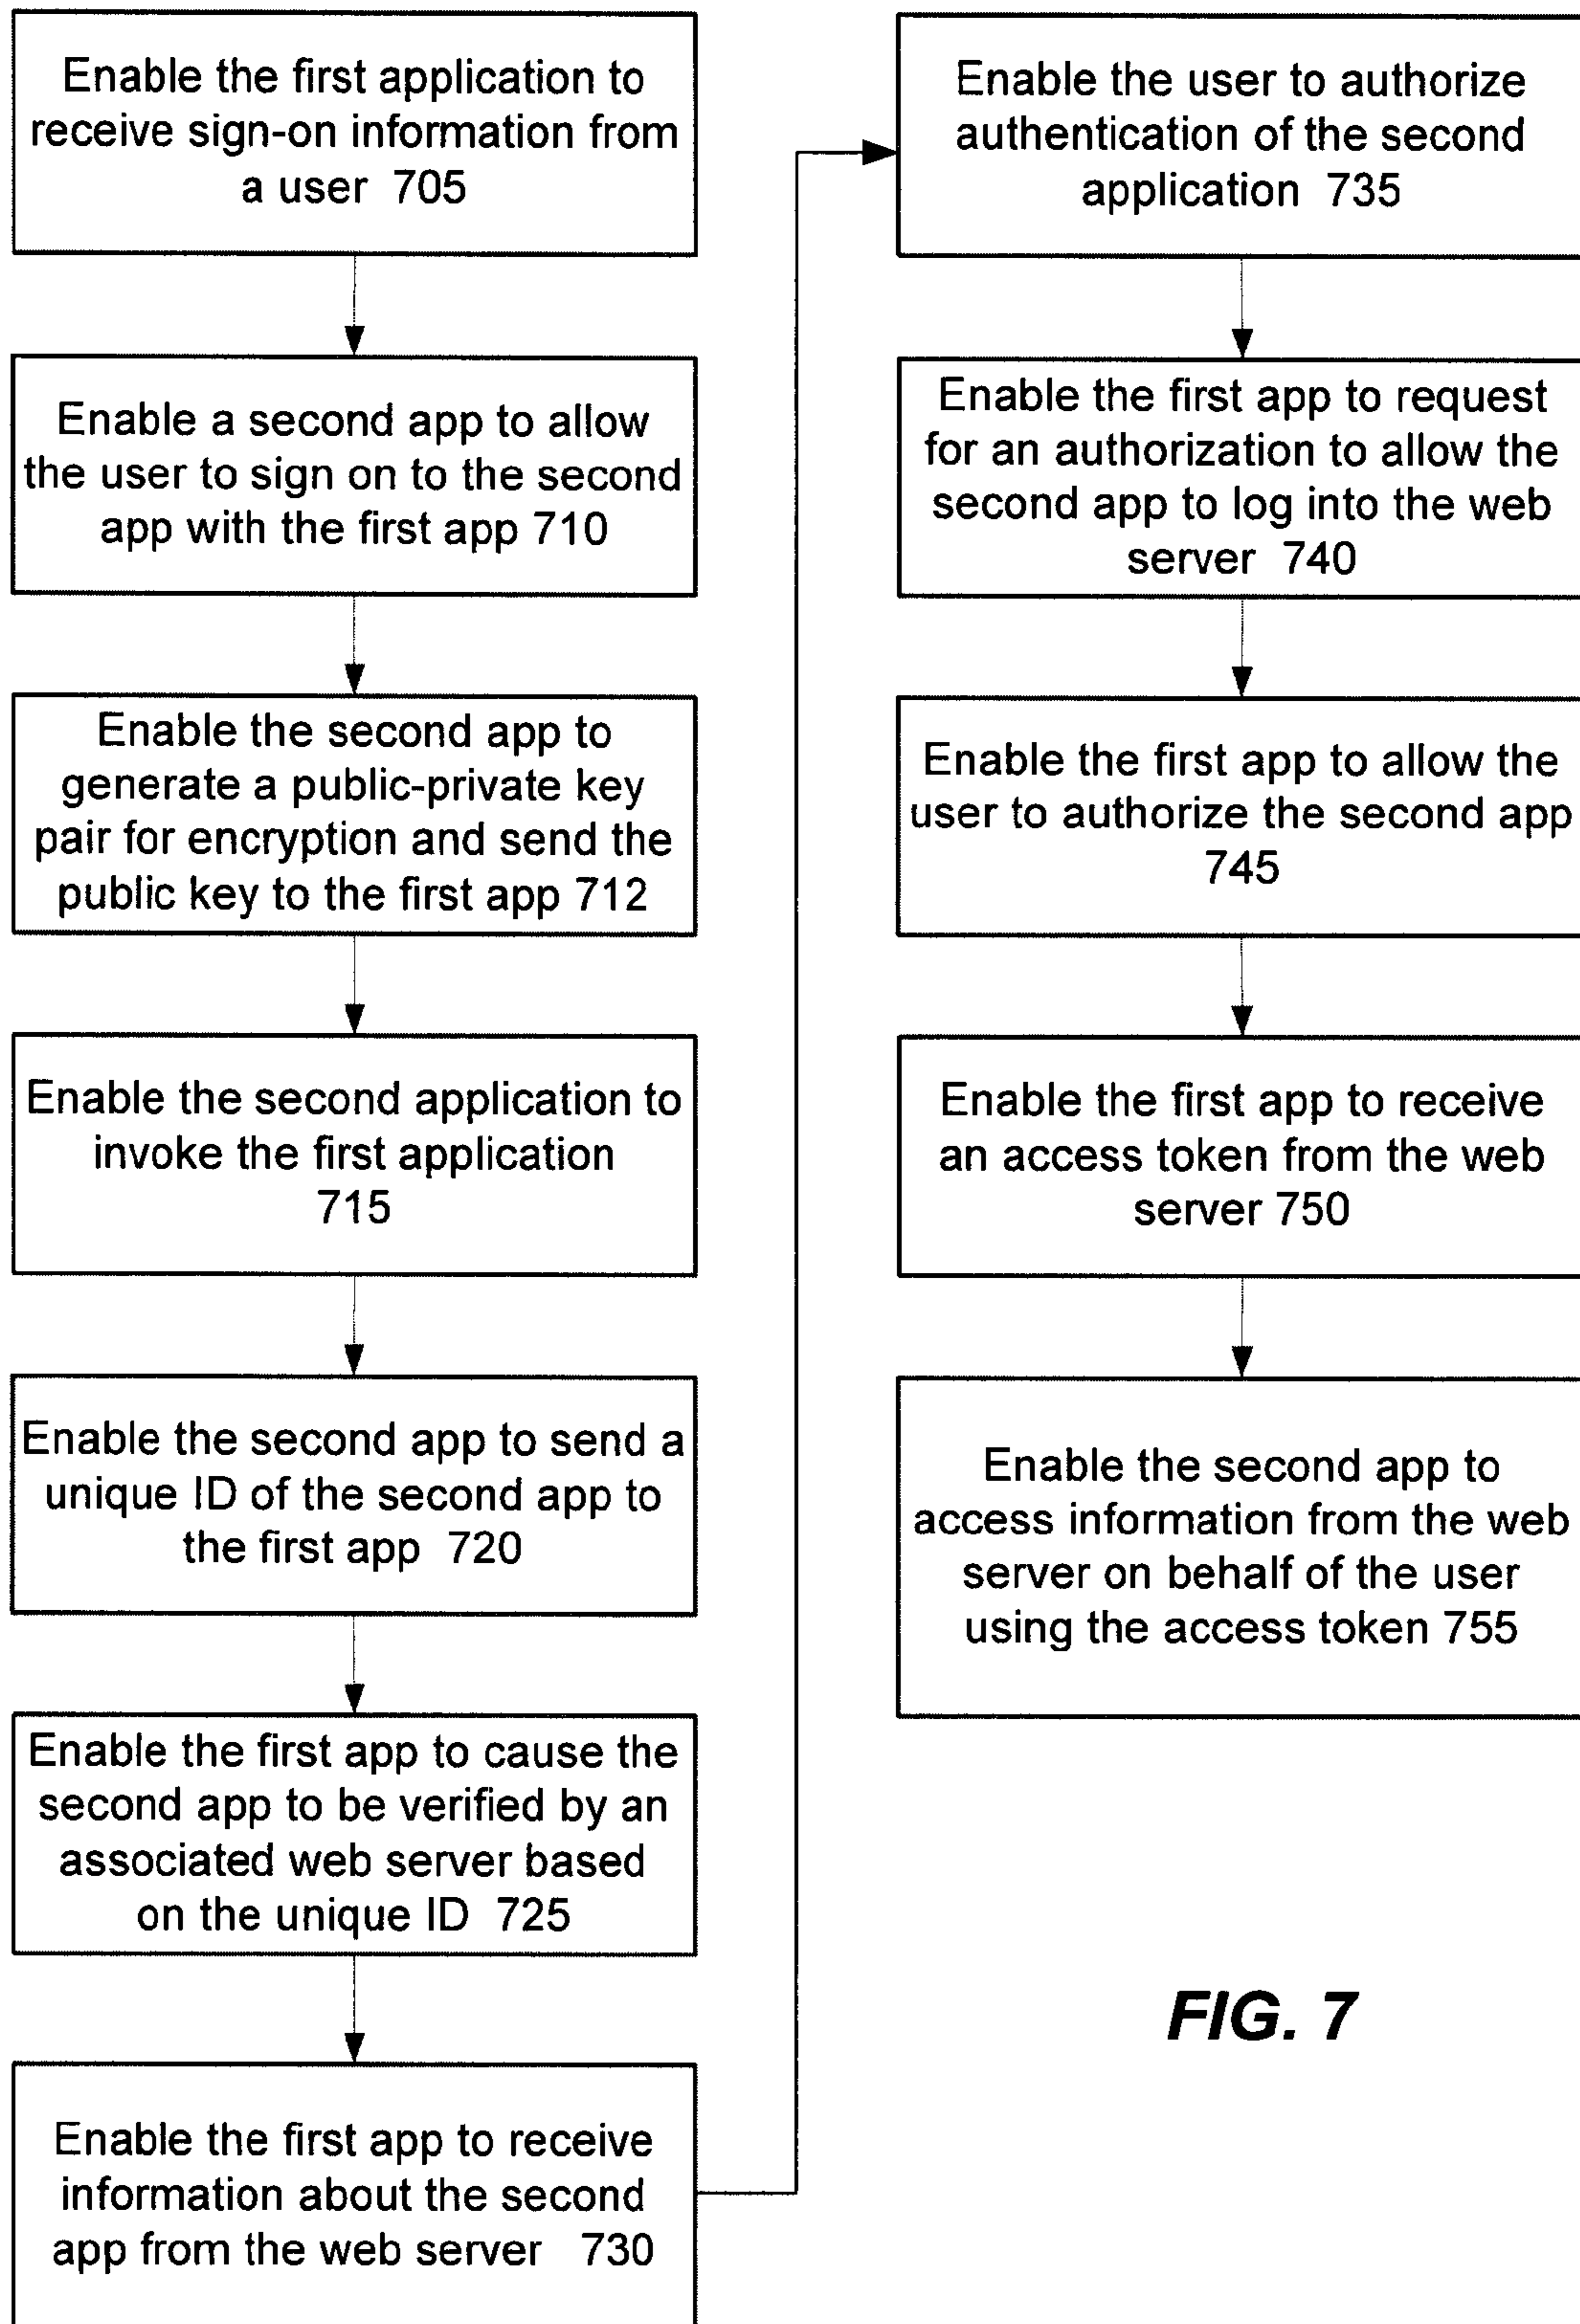 Enable the first application to
receive sign-on information from
a user 705
Enable a second app to allow
the user to sign on to the second
app with the first app 710
Enable the second app to
generate a public-private key
pair for encryption and send the
public key to the first app 712
Enable the second application to
invoke the first application
715
Enable the second app to send a
unique ID of the second app to
the first app 720
Enable the first app to cause the
second app to be verified by an
associated web server based
on the unique ID 725
Enable the first app to receive
information about the second
app from the web server 730
Enable the user to authorize
authentication of the second
application 735
Enable the first app to request
for an authorization to allow the
second app to log into the web
server 740
Enable the first app to allow the
user to authorize the second app
745
Enable the first app to receive
an access token from the web
server 750
Enable the second app to
access information from the web
server on behalf of the user
using the access token 755
FIG. 7